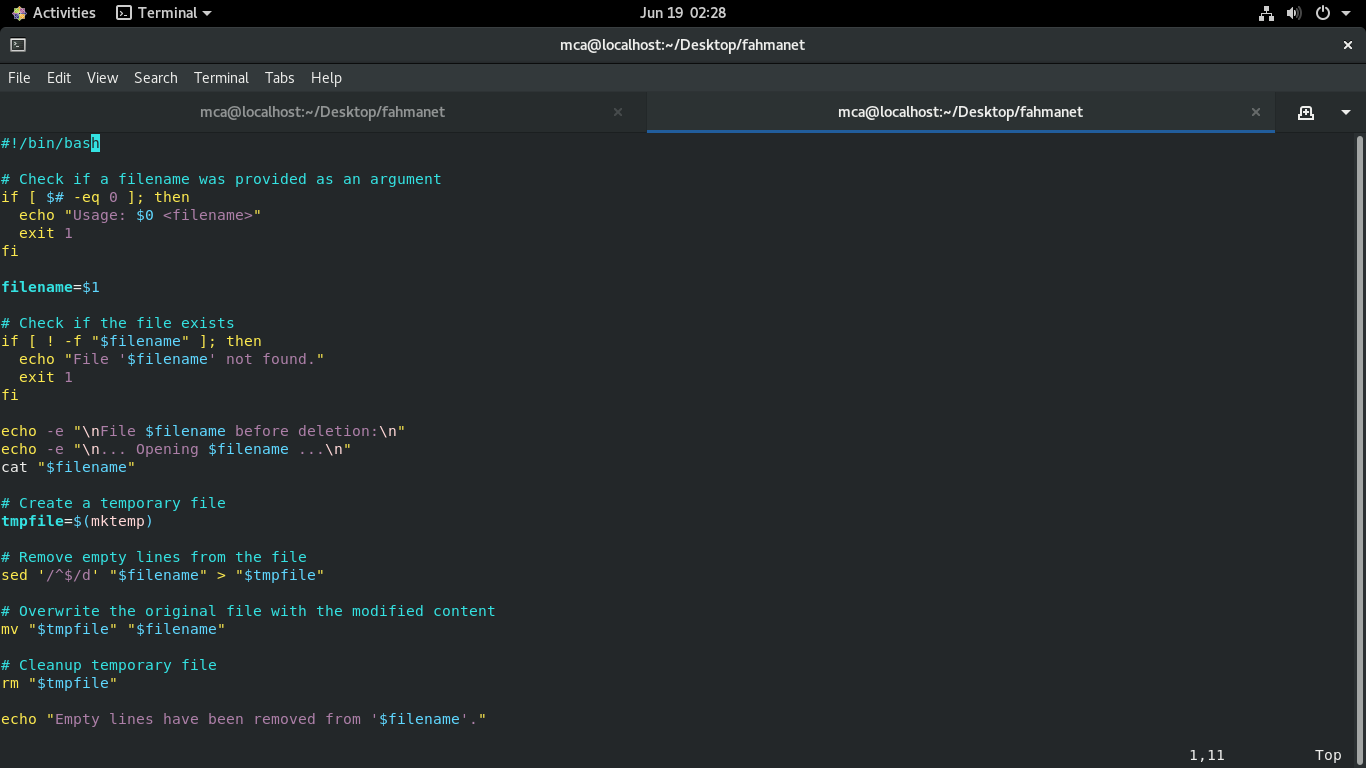 Activities Terminal Jun 19 02:28
mca@localhost:~/Desktop/fahmanet
File Edit View Search Terminal Tabs Help
mca@localhost:~/Desktop/fahmanet mca@localhost:~/Desktop/fahmanet
#!/bin/bash

# Check if a filename was provided as an argument
if [ $# -eq 0 ]; then
  echo "Usage: $0 <filename>"
  exit 1
fi

filename=$1

# Check if the file exists
if [ ! -f "$filename" ]; then
  echo "File '$filename' not found."
  exit 1
fi

echo -e "\nFile $filename before deletion:\n"
echo -e "\n... Opening $filename ...\n"
cat "$filename"

# Create a temporary file
tmpfile=$(mktemp)

# Remove empty lines from the file
sed '/^$/d' "$filename" > "$tmpfile"

# Overwrite the original file with the modified content
mv "$tmpfile" "$filename"

# Cleanup temporary file
rm "$tmpfile"

echo "Empty lines have been removed from '$filename'."
1,11 Top